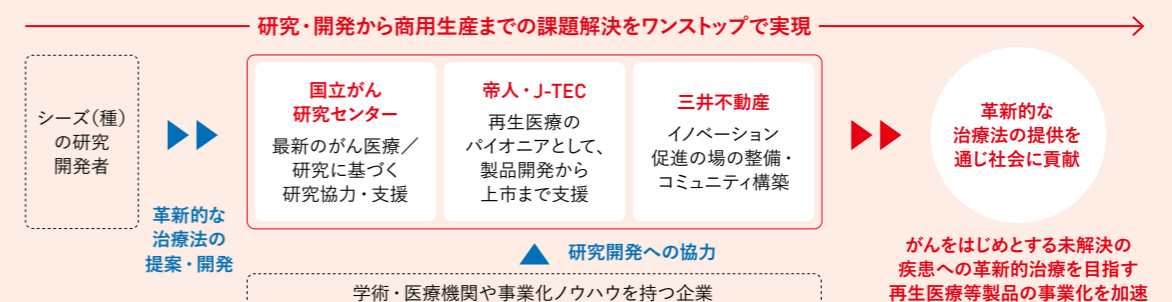 研究・開発から商用生産までの課題解決をワンストップで実現
シーズ（種）
の研究
開発者
革新的な
治療法の
提案・開発
国立がん
研究センター
最新のがん医療／
研究に基づく
研究協力・支援
帝人・J-TEC
再生医療の
パイオニアとして、
製品開発から
上市まで支援
三井不動産
イノベーション
促進の場の整備・
コミュニティ構築
研究開発への協力
学術・医療機関や事業化ノウハウを持つ企業
革新的な
治療法の提供を
通じ社会に貢献
がんをはじめとする未解決の
疾患への革新的治療を目指す
再生医療等製品の事業化を加速